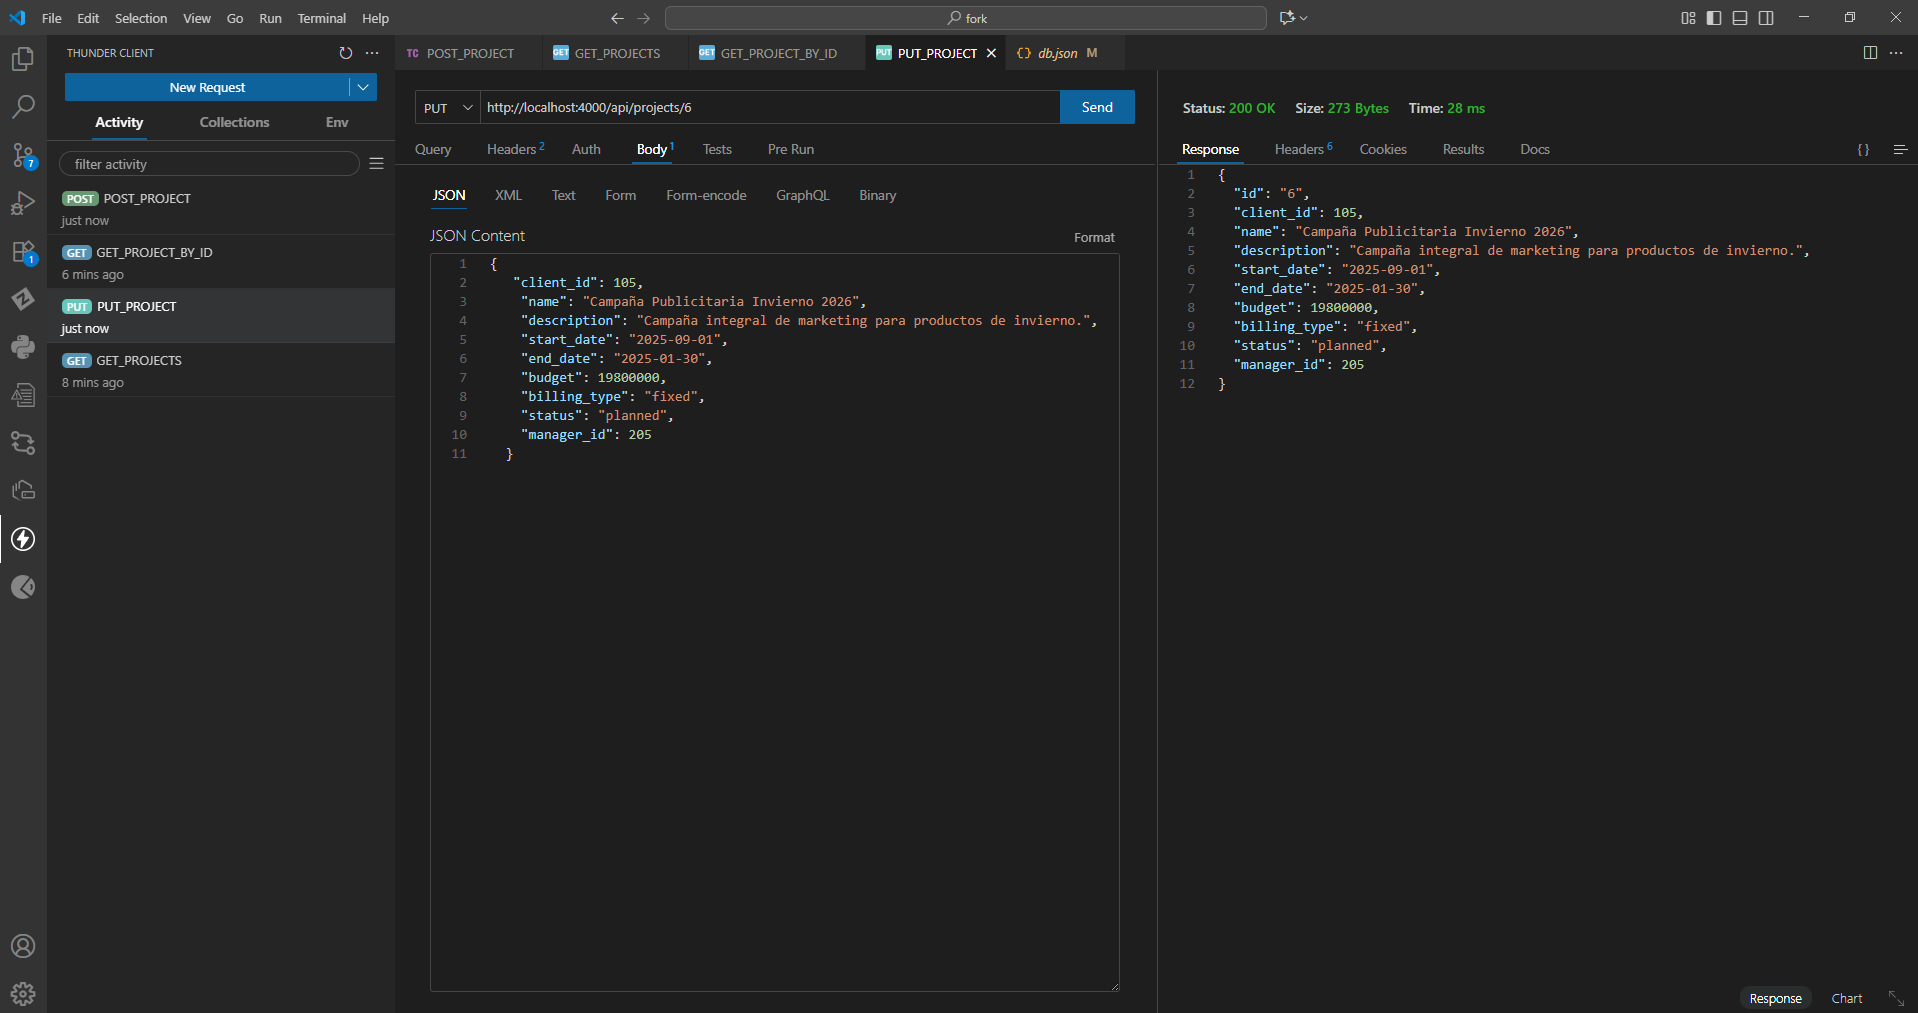 File Edit Selection View Go Run Terminal Help
fork
THUNDER CLIENT
New Request
Activity Collections Env
filter activity
POST POST_PROJECT
just now
GET GET_PROJECT_BY_ID
6 mins ago
PUT PUT_PROJECT
just now
GET GET_PROJECTS
8 mins ago
7
1
TC POST_PROJECT
GET GET_PROJECTS
GET GET_PROJECT_BY_ID
PUT PUT_PROJECT
{} db.json M
PUT http://localhost:4000/api/projects/6 Send
Query Headers 2 Auth Body 1 Tests Pre Run
JSON XML Text Form Form-encode GraphQL Binary
JSON Content Format
1 {
2 "client_id": 105,
3 "name": "Campaña Publicitaria Invierno 2026",
4 "description": "Campaña integral de marketing para productos de invierno.",
5 "start_date": "2025-09-01",
6 "end_date": "2025-01-30",
7 "budget": 19800000,
8 "billing_type": "fixed",
9 "status": "planned",
10 "manager_id": 205
11 }
Status: 200 OK Size: 273 Bytes Time: 28 ms
Response Headers 6 Cookies Results Docs { }
1 {
2 "id": "6",
3 "client_id": 105,
4 "name": "Campaña Publicitaria Invierno 2026",
5 "description": "Campaña integral de marketing para productos de invierno.",
6 "start_date": "2025-09-01",
7 "end_date": "2025-01-30",
8 "budget": 19800000,
9 "billing_type": "fixed",
10 "status": "planned",
11 "manager_id": 205
12 }
Response Chart